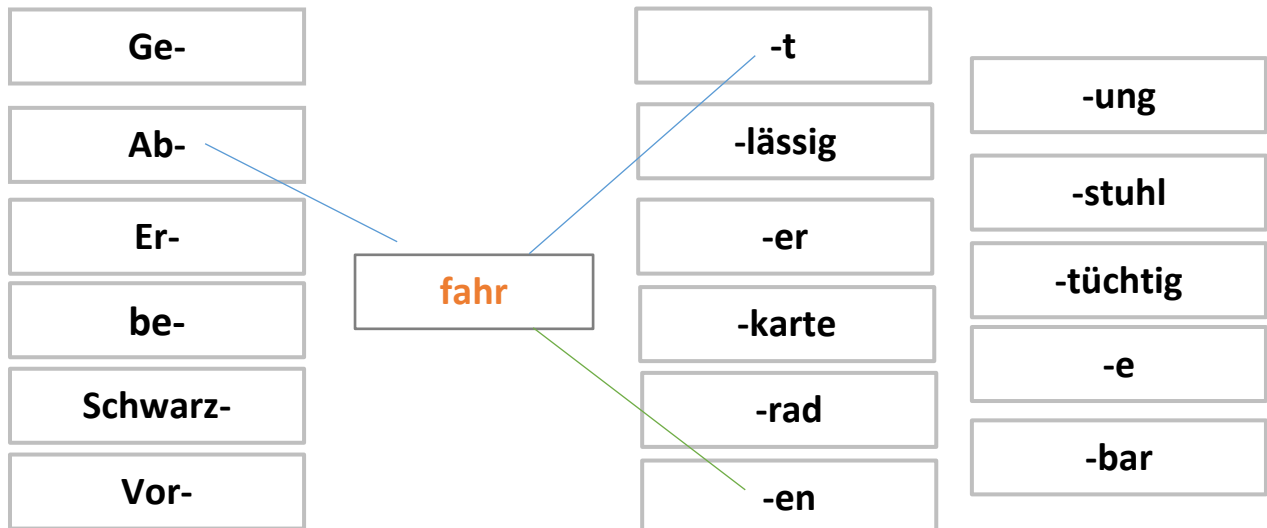 Ge-
Ab-
Er-
be-
Schwarz-
Vor-
fahr
-t
-lässig
-er
-karte
-rad
-en
-ung
-stuhl
-tüchtig
-e
-bar